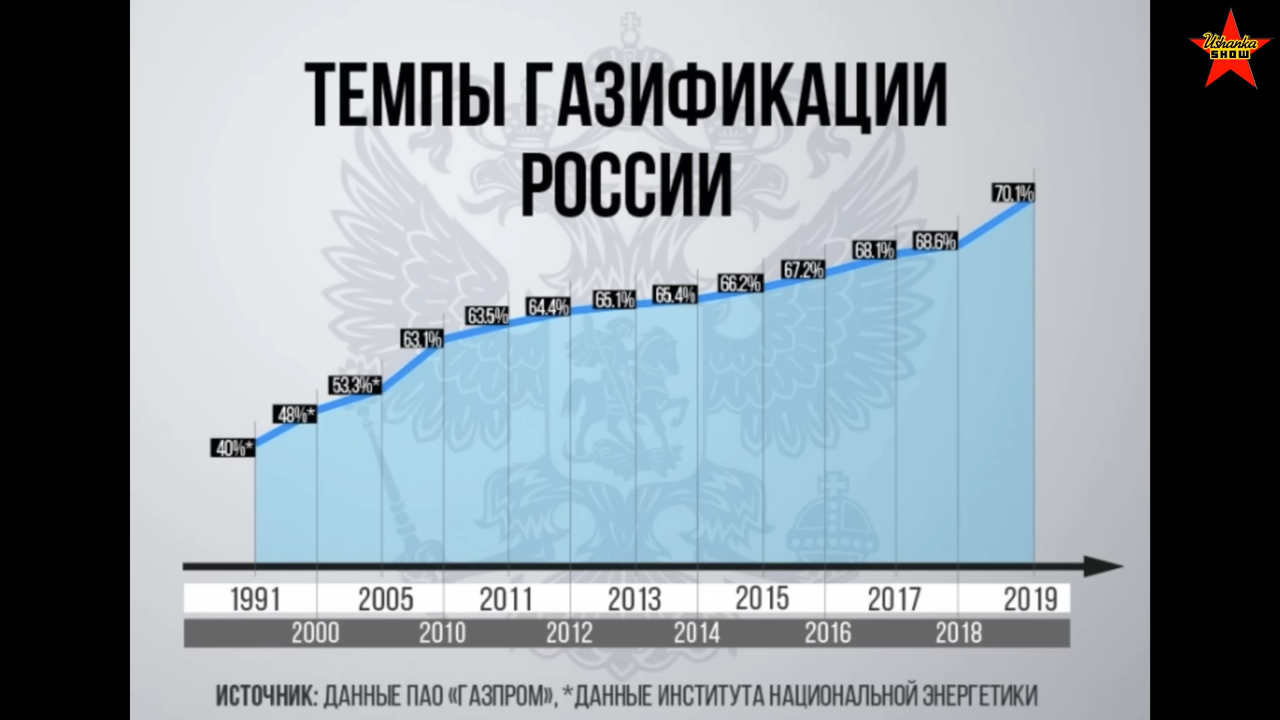 Ushanka
SHOW
ТЕМПЫ ГАЗИФИКАЦИИ
РОССИИ
70.1%
68.6%
68.1%
67.2%
66.2%
65.4%
65.1%
64.4%
63.5%
63.1%
53,3%*
48%*
40%*
1991 2005 2011 2013 2015 2017 2019
2000 2010 2012 2014 2016 2018
ИСТОЧНИК: ДАННЫЕ ПАО «ГАЗПРОМ», *ДАННЫЕ ИНСТИТУТА НАЦИОНАЛЬНОЙ ЭНЕРГЕТИКИ